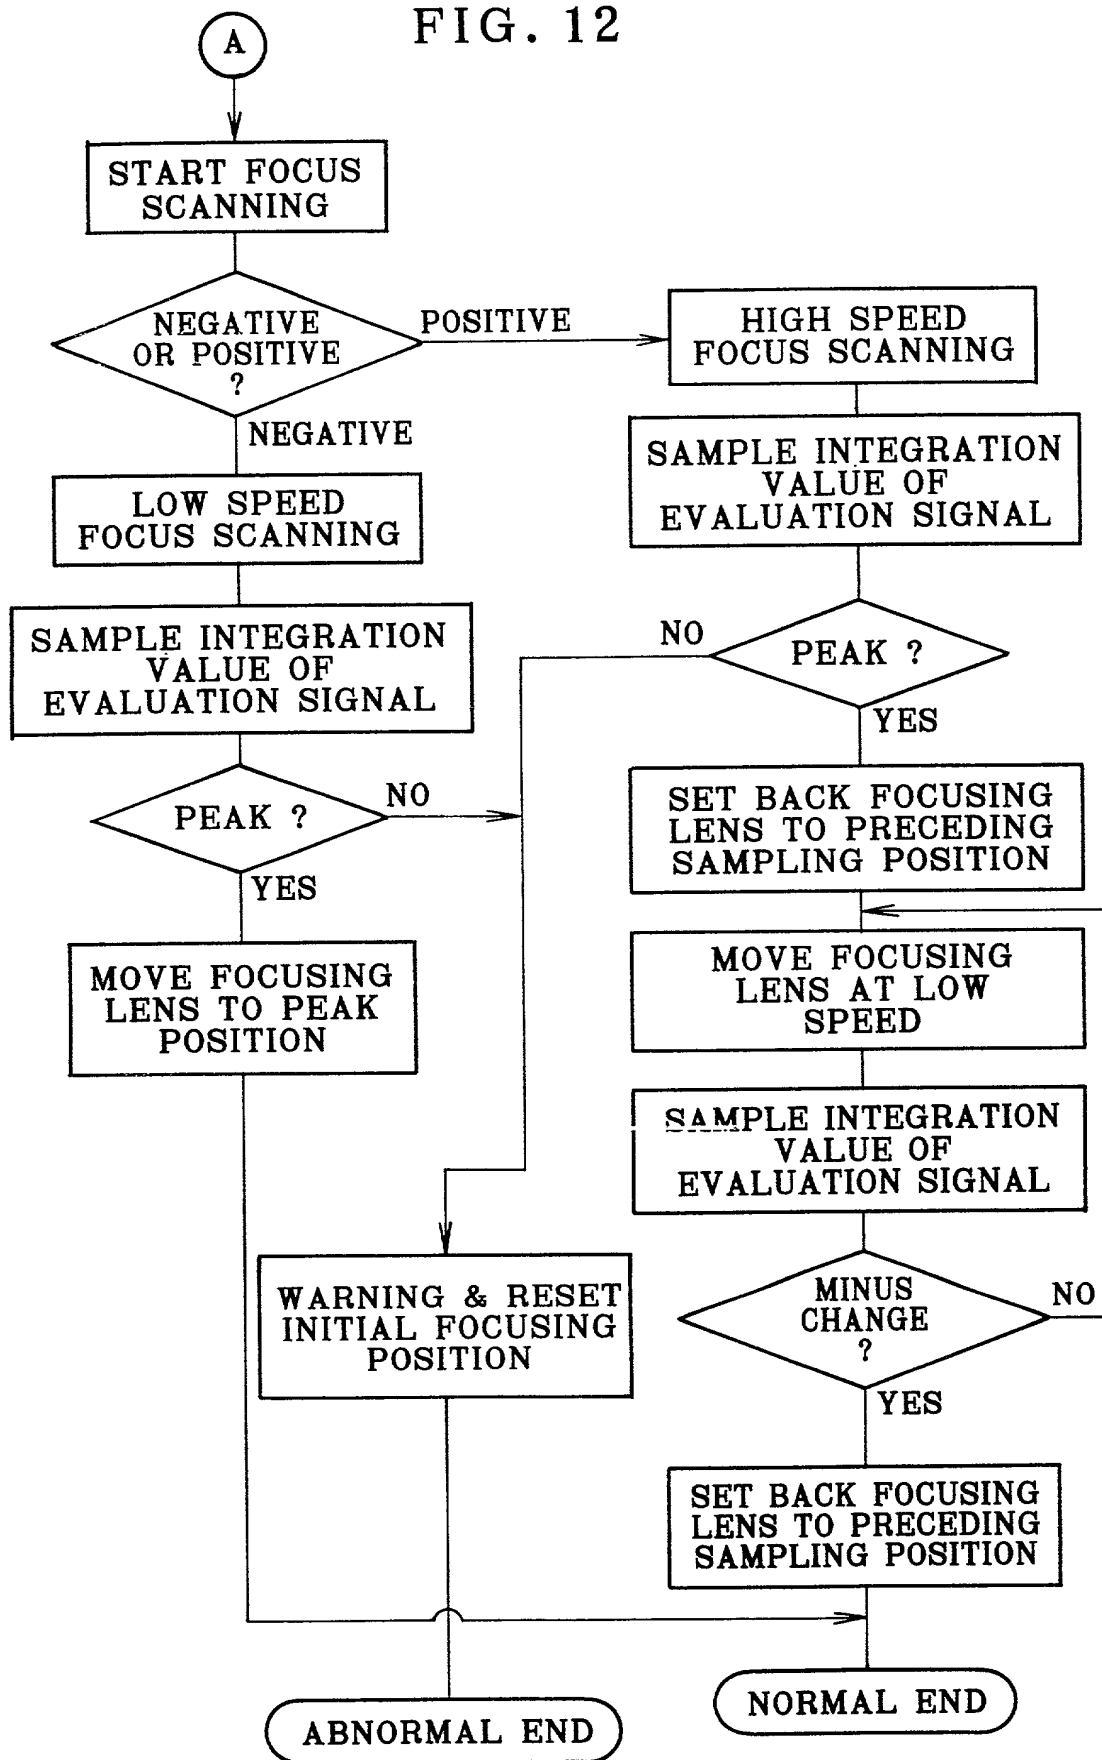 FIG. 12
A
START FOCUS
SCANNING
NEGATIVE
OR POSITIVE
?
POSITIVE
NEGATIVE
LOW SPEED
FOCUS SCANNING
SAMPLE INTEGRATION
VALUE OF
EVALUATION SIGNAL
PEAK ?
NO
YES
MOVE FOCUSING
LENS TO PEAK
POSITION
HIGH SPEED
FOCUS SCANNING
SAMPLE INTEGRATION
VALUE OF
EVALUATION SIGNAL
NO
PEAK ?
YES
SET BACK FOCUSING
LENS TO PRECEDING
SAMPLING POSITION
MOVE FOCUSING
LENS AT LOW
SPEED
SAMPLE INTEGRATION
VALUE OF
EVALUATION SIGNAL
MINUS
CHANGE
?
NO
YES
SET BACK FOCUSING
LENS TO PRECEDING
SAMPLING POSITION
WARNING & RESET
INITIAL FOCUSING
POSITION
ABNORMAL END
NORMAL END